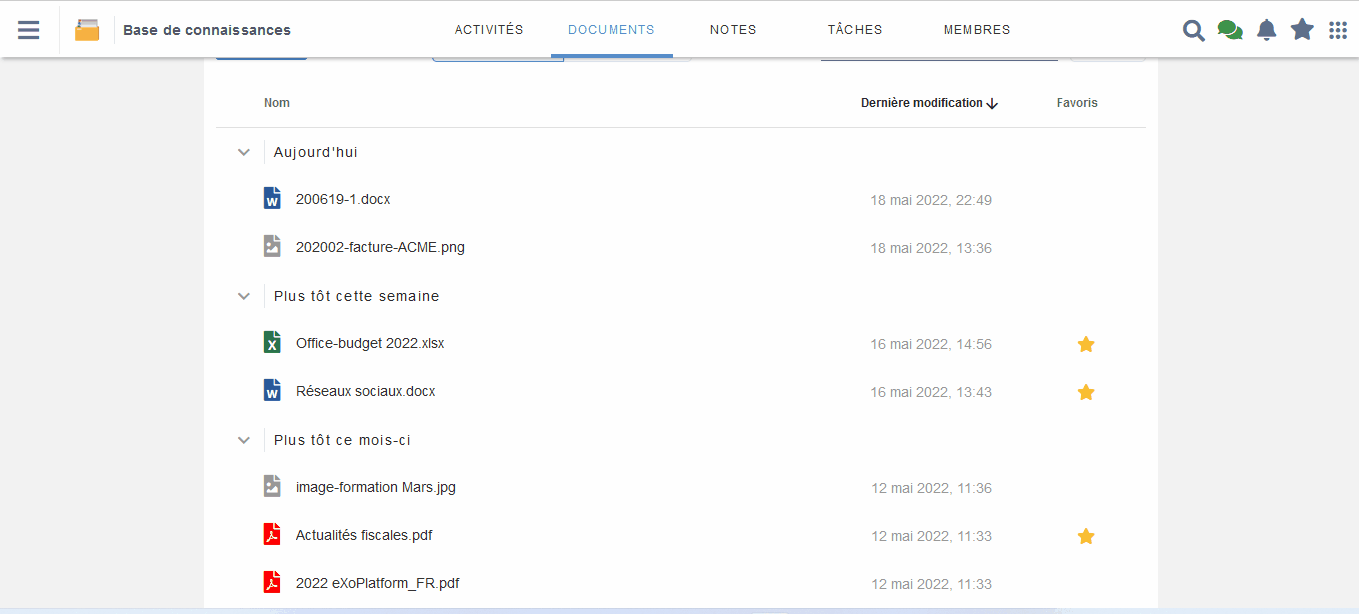 Base de connaissances
ACTIVITÉS DOCUMENTS NOTES TÂCHES MEMBRES
Nom Dernière modification Favoris
Aujourd'hui
200619-1.docx 18 mai 2022, 22:49
202002-facture-ACME.png 18 mai 2022, 13:36
Plus tôt cette semaine
Office-budget 2022.xlsx 16 mai 2022, 14:56
Réseaux sociaux.docx 16 mai 2022, 13:43
Plus tôt ce mois-ci
image-formation Mars.jpg 12 mai 2022, 11:36
Actualités fiscales.pdf 12 mai 2022, 11:33
2022 eXoPlatform_FR.pdf 12 mai 2022, 11:33